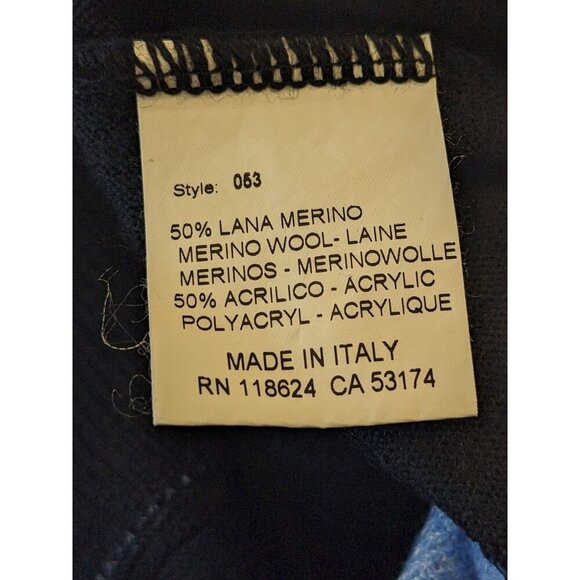 Style: 053
50% LANA MERINO
MERINO WOOL- LAINE
MERINOS - MERINOWOLLE
50% ACRILICO - ACRYLIC
POLYACRYL - ACRYLIQUE
MADE IN ITALY
RN 118624 CA 53174